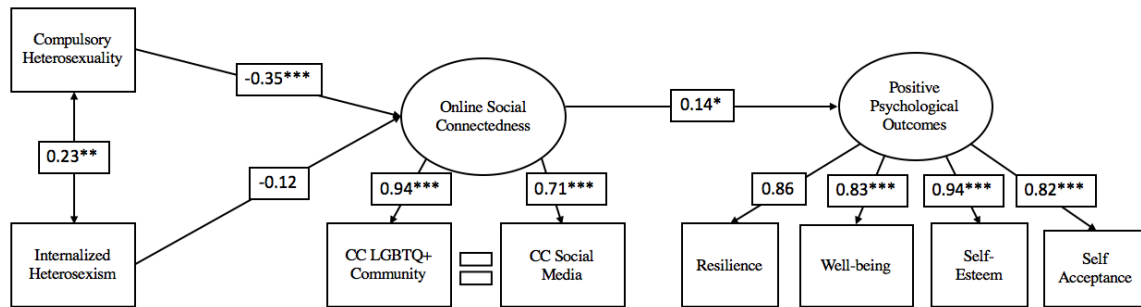 Compulsory
Heterosexuality
-0.35***
Online Social
Connectedness
0.14*
Positive
Psychological
Outcomes
0.23**
-0.12
0.94***
0.71***
0.86
0.83***
0.94***
0.82***
Internalized
Heterosexism
CC LGBTQ+
Community
CC Social
Media
Resilience
Well-being
Self-
Esteem
Self
Acceptance